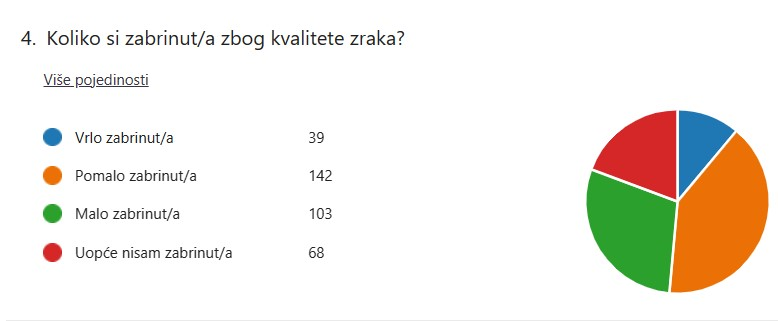 4. Koliko si zabrinut/a zbog kvalitete zraka?
Više pojedinosti
Vrlo zabrinut/a 39
Pomalo zabrinut/a 142
Malo zabrinut/a 103
Uopće nisam zabrinut/a 68